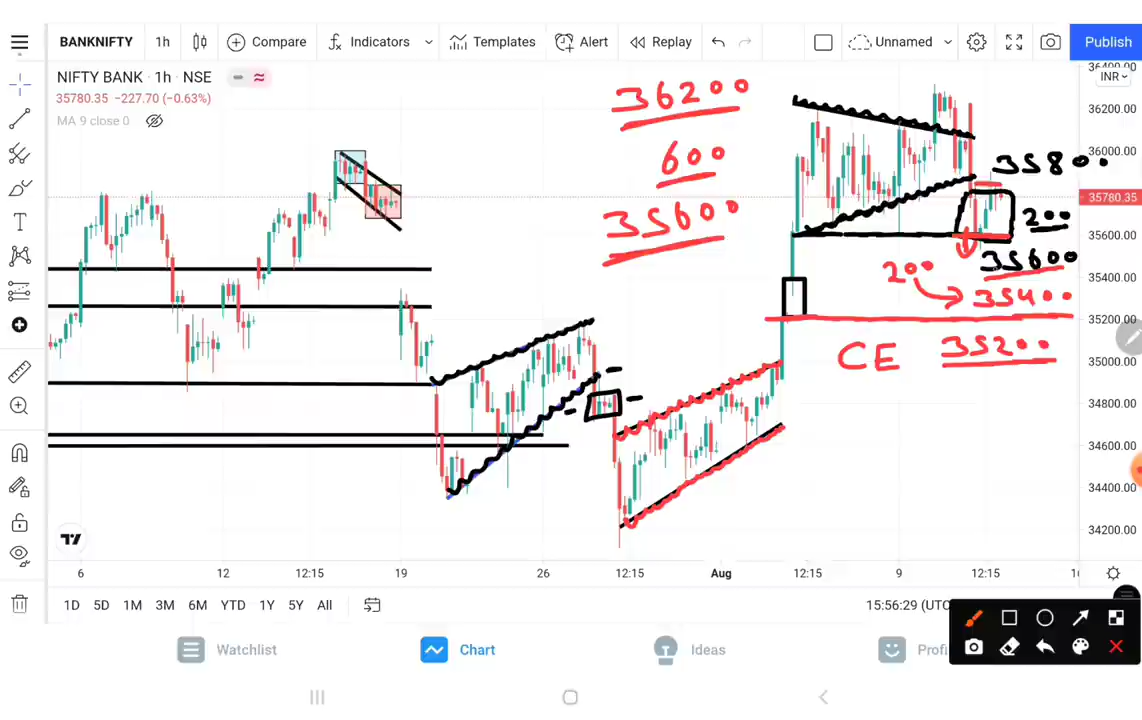 BANKNIFTY 1h Compare Indicators Templates Alert Replay Unnamed Publish
NIFTY BANK · 1h · NSE
35780.35 −227.70 (−0.63%)
MA 9 close 0
36200
600
35600
35800
200
35600
200
35400
CE 35200
36400.00
INR
36200.00
36000.00
35780.35
35600.00
35400.00
35200.00
35000.00
34800.00
34600.00
34400.00
34200.00
6 12 12:15 19 26 12:15 Aug 12:15 9 12:15
1D 5D 1M 3M 6M YTD 1Y 5Y All 15:56:29 (UTC
Watchlist Chart Ideas Profi